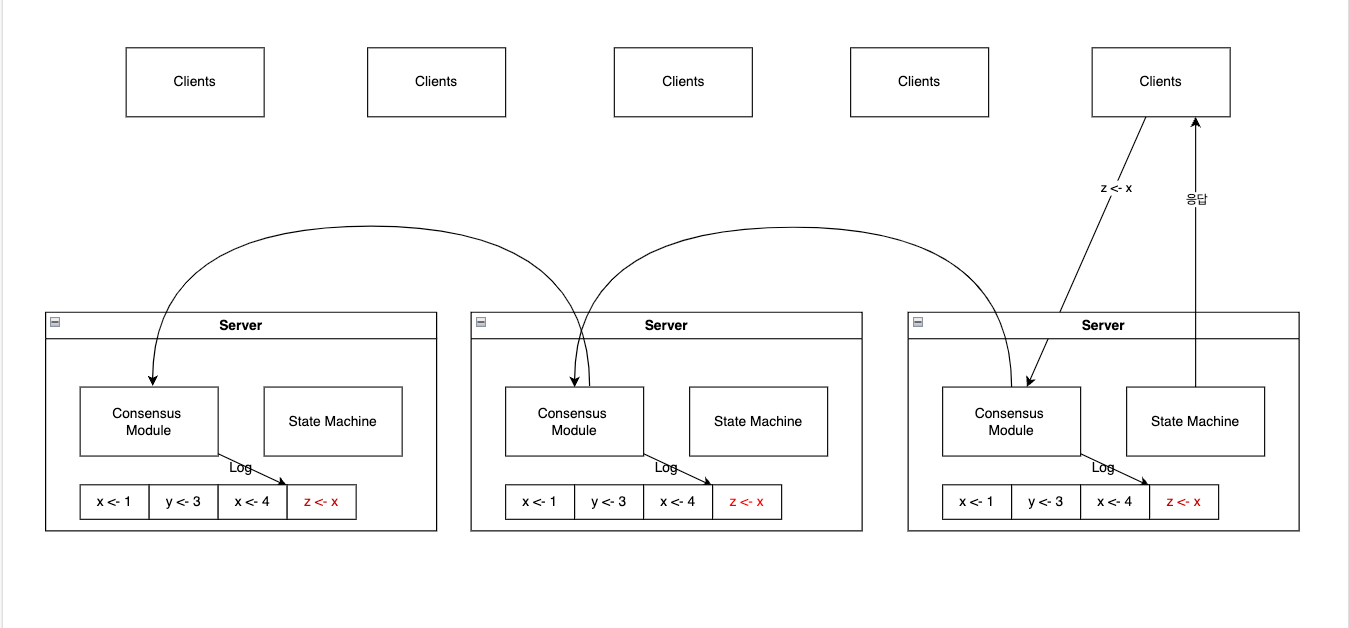 Clients
Clients
Clients
Clients
Clients
z <- x
응답
Server
Server
Server
Consensus
Module
State Machine
Consensus
Module
State Machine
Consensus
Module
State Machine
Log
Log
Log
x <- 1
y <- 3
x <- 4
z <- x
x <- 1
y <- 3
x <- 4
z <- x
x <- 1
y <- 3
x <- 4
z <- x